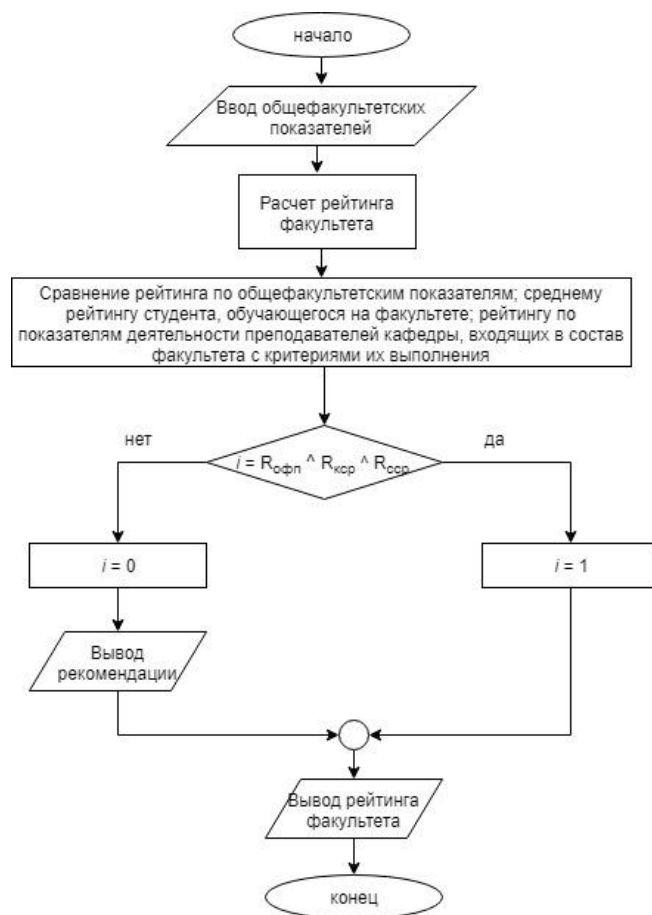 начало
Ввод общефакультетских
показателей
Расчет рейтинга
факультета
Сравнение рейтинга по общефакультетским показателям; среднему
рейтингу студента, обучающегося на факультете; рейтингу по
показателям деятельности преподавателей кафедры, входящих в состав
факультета с критериями их выполнения
нет
да
i = Rофп ^ Rкср ^ Rсср
i = 0
i = 1
Вывод
рекомендации
Вывод рейтинга
факультета
конец